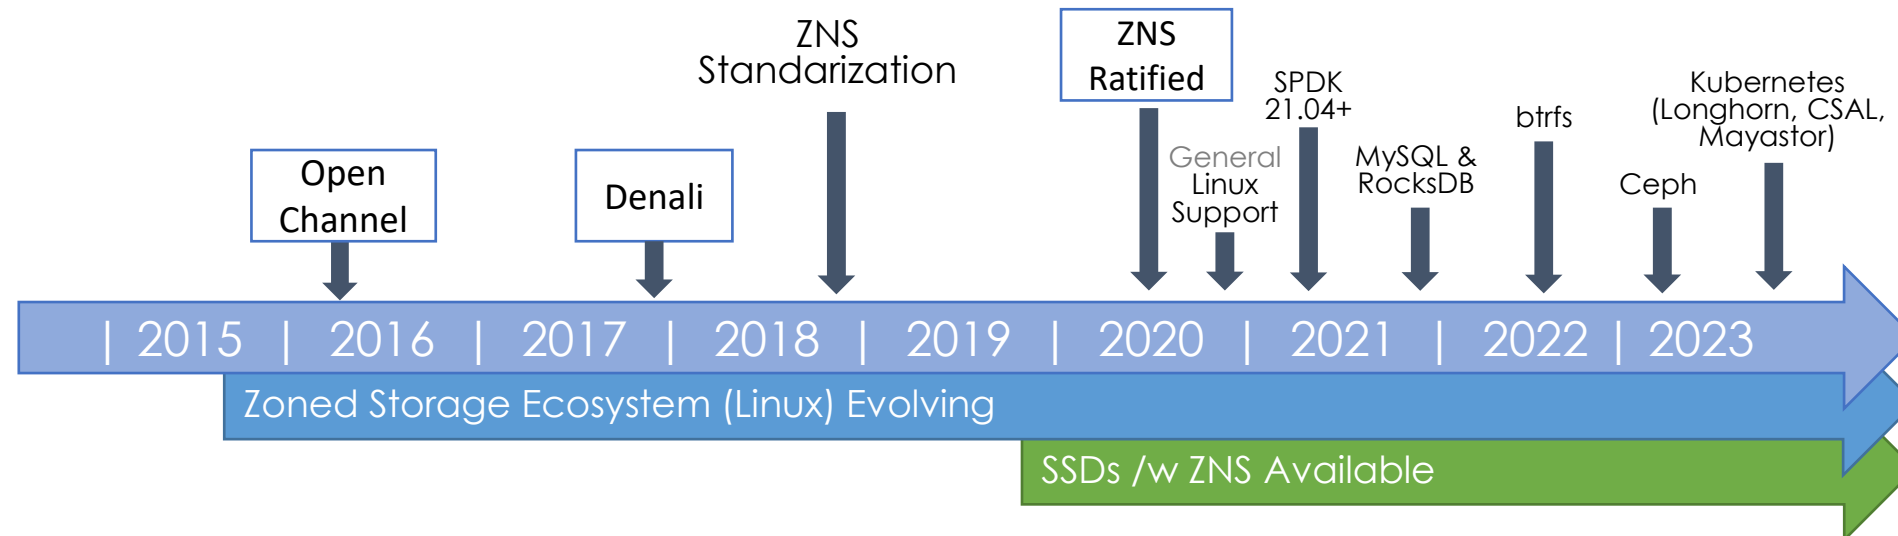 ZNS
Standarization
ZNS
Ratified
SPDK
21.04+
Kubernetes
(Longhorn, CSAL,
Mayastor)
btrfs
General
Linux
Support
MySQL &
RocksDB
Ceph
Open
Channel
Denali
| 2015 | 2016 | 2017 | 2018 | 2019 | 2020 | 2021 | 2022 | 2023
Zoned Storage Ecosystem (Linux) Evolving
SSDs /w ZNS Available